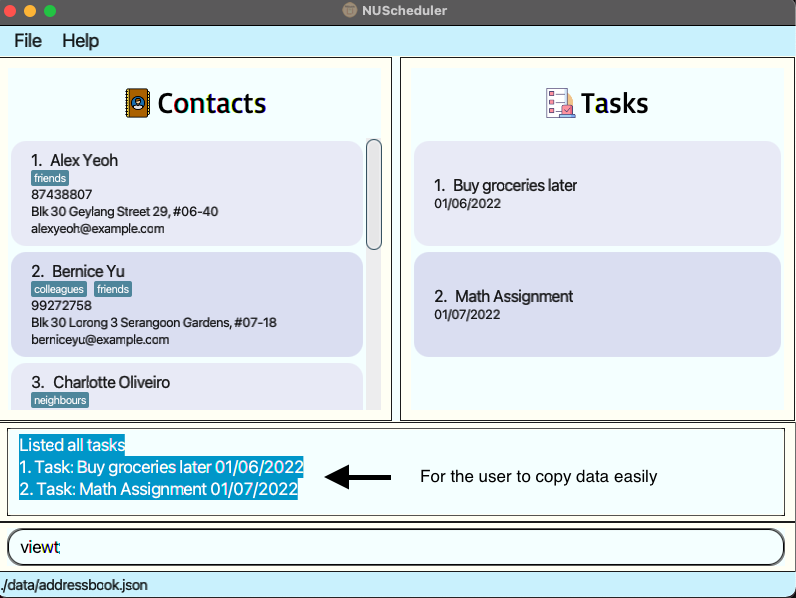 NUScheduler
File Help
Contacts
1. Alex Yeoh
friends
87438807
Blk 30 Geylang Street 29, #06-40
alexyeoh@example.com
2. Bernice Yu
colleagues friends
99272758
Blk 30 Lorong 3 Serangoon Gardens, #07-18
berniceyu@example.com
3. Charlotte Oliveiro
neighbours
Tasks
1. Buy groceries later
01/06/2022
2. Math Assignment
01/07/2022
Listed all tasks
1. Task: Buy groceries later 01/06/2022
2. Task: Math Assignment 01/07/2022
For the user to copy data easily
viewt
./data/addressbook.json